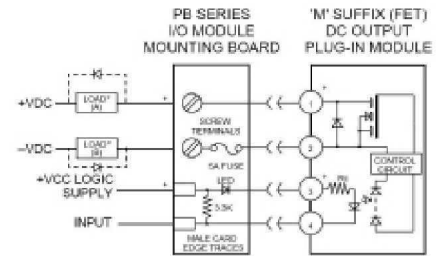 PB SERIES
I/O MODULE
MOUNTING BOARD
'M' SUFFIX (FET)
DC OUTPUT
PLUG-IN MODULE
+VDC
LOAD*
(A)
+
1
+
SCREW
TERMINALS
–VDC
LOAD*
2
5A FUSE
CONTROL
CIRCUIT
+VCC LOGIC
SUPPLY
+
LED
3
+
3.3K
INPUT
4
MALE CARD
EDGE TRACES